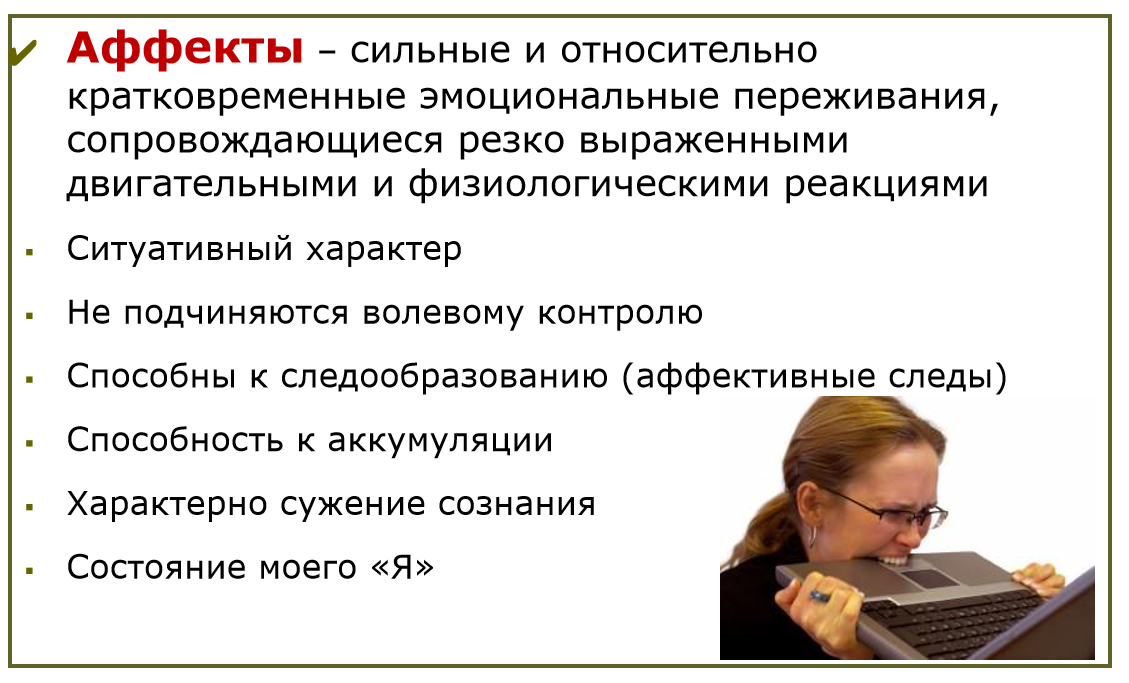 Аффекты – сильные и относительно
кратковременные эмоциональные переживания,
сопровождающиеся резко выраженными
двигательными и физиологическими реакциями
Ситуативный характер
Не подчиняются волевому контролю
Способны к следообразованию (аффективные следы)
Способность к аккумуляции
Характерно сужение сознания
Состояние моего «Я»